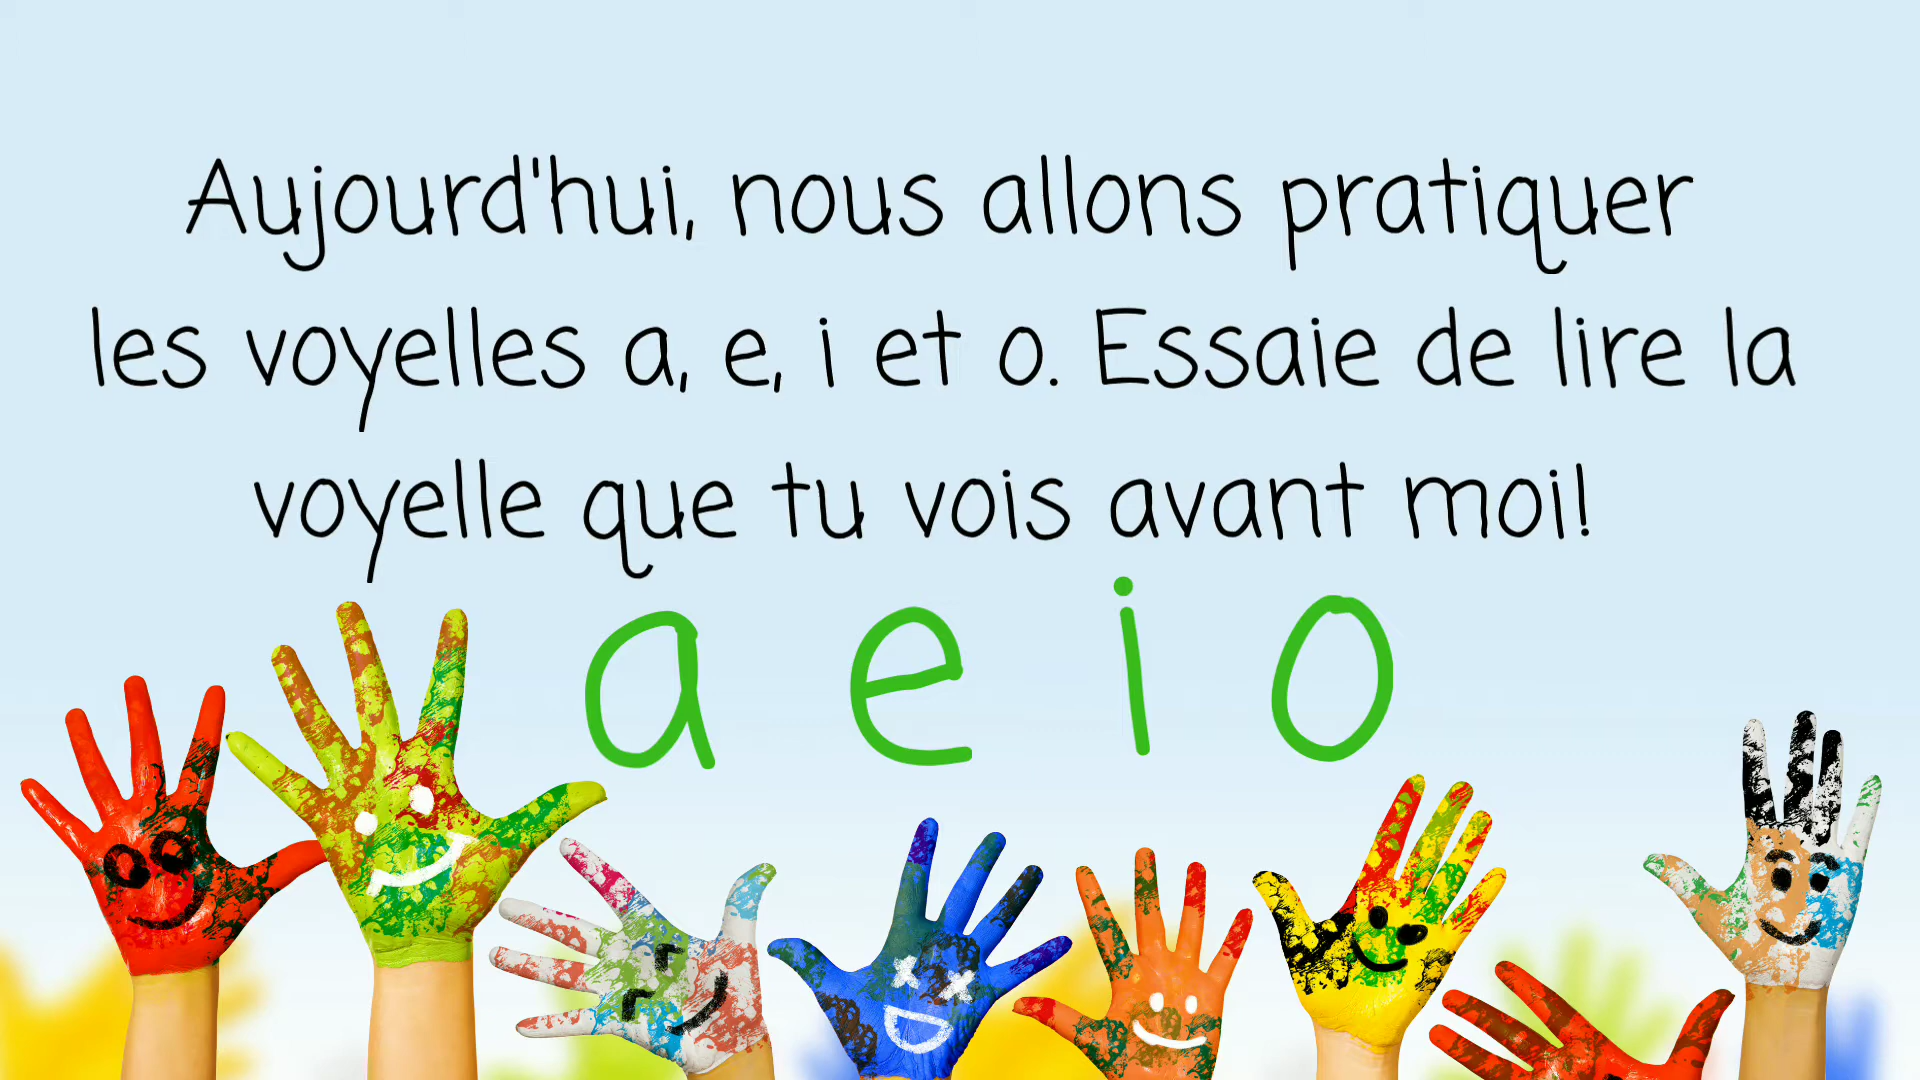 Aujourd'hui, nous allons pratiquer
les voyelles a, e, i et o. Essaie de lire la
voyelle que tu vois avant moi!
a e i o